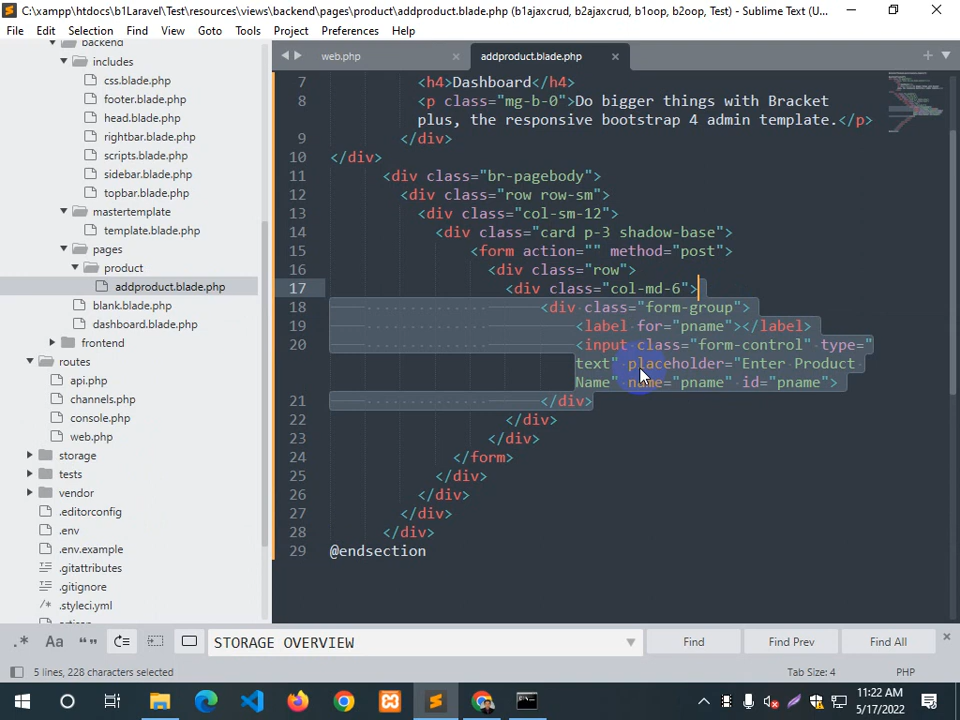 C:\xampp\htdocs\b1Laravel\Test\resources\views\backend\pages\product\addproduct.blade.php (b1ajaxcrud, b2ajaxcrud, b1oop, b2oop, Test) - Sublime Text (U...
File Edit Selection Find View Goto Tools Project Preferences Help
backend
includes
css.blade.php
footer.blade.php
head.blade.php
rightbar.blade.php
scripts.blade.php
sidebar.blade.php
topbar.blade.php
mastertemplate
template.blade.php
pages
product
addproduct.blade.php
blank.blade.php
dashboard.blade.php
frontend
routes
api.php
channels.php
console.php
web.php
storage
tests
vendor
.editorconfig
.env
.env.example
.gitattributes
.gitignore
.styleci.yml
web.php × addproduct.blade.php ×
7 <h4>Dashboard</h4>
8 <p class="mg-b-0">Do bigger things with Bracket
plus, the responsive bootstrap 4 admin template.</p>
9 </div>
10 </div>
11 <div class="br-pagebody">
12 <div class="row row-sm">
13 <div class="col-sm-12">
14 <div class="card p-3 shadow-base">
15 <form action="" method="post">
16 <div class="row">
17 <div class="col-md-6">
18 <div class="form-group">
19 <label for="pname"></label>
20 <input class="form-control" type="
text" placeholder="Enter Product
Name" name="pname" id="pname">
21 </div>
22 </div>
23 </div>
24 </form>
25 </div>
26 </div>
27 </div>
28 </div>
29 @endsection
.* Aa “” STORAGE OVERVIEW Find Find Prev Find All ×
5 lines, 228 characters selected Tab Size: 4 PHP
11:22 AM
5/17/2022